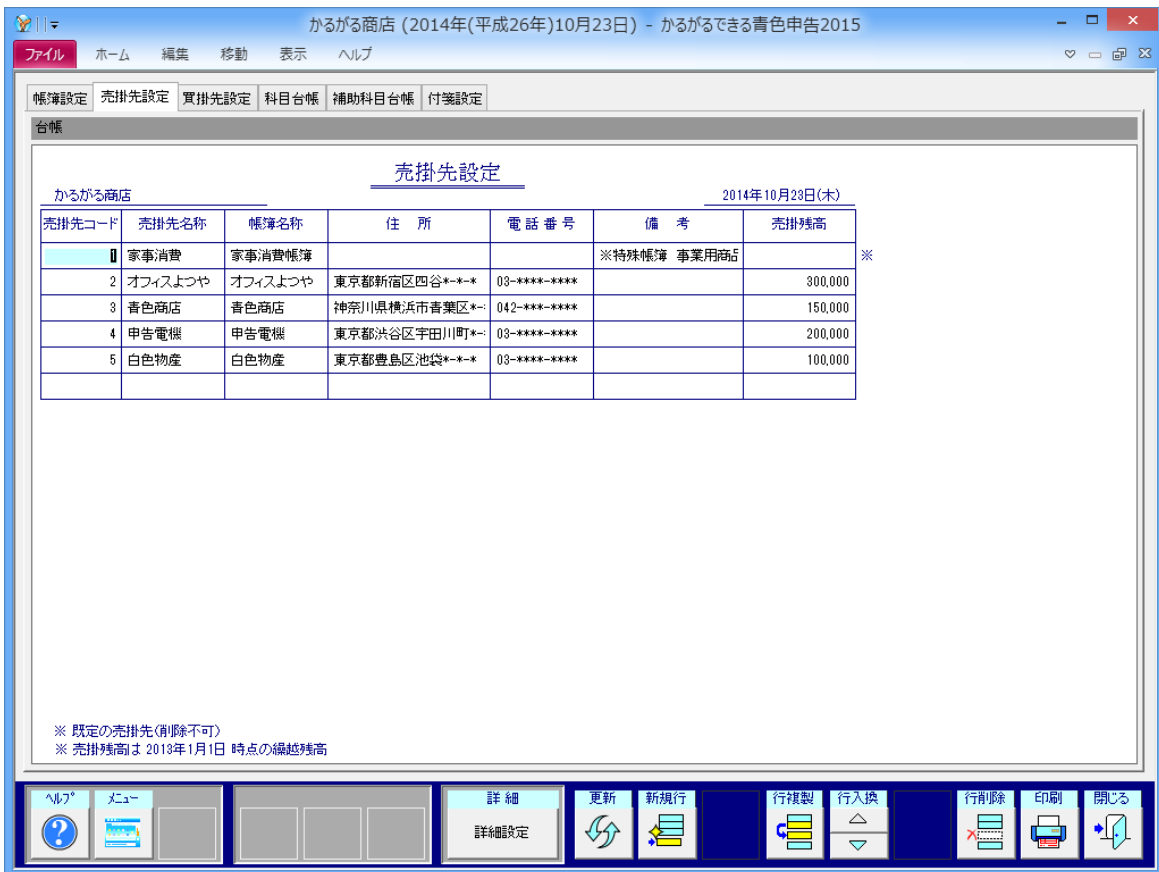 かるがる商店 (2014年(平成26年)10月23日) - かるがるできる青色申告2015
ファイル ホーム 編集 移動 表示 ヘルプ
帳簿設定 売掛先設定 買掛先設定 科目台帳 補助科目台帳 付箋設定
台帳
売掛先設定
かるがる商店 2014年10月23日(木)
売掛先コード 売掛先名称 帳簿名称 住 所 電話番号 備 考 売掛残高
1 家事消費 家事消費帳簿 ※特殊帳簿 事業用商品 ※
2 オフィスよつや オフィスよつや 東京都新宿区四谷*-*-* 03-****-**** 300,000
3 青色商店 青色商店 神奈川県横浜市青葉区*- 042-***-**** 150,000
4 申告電機 申告電機 東京都渋谷区宇田川町*- 03-****-**** 200,000
5 白色物産 白色物産 東京都豊島区池袋*-*-* 03-****-**** 100,000
※ 既定の売掛先(削除不可)
※ 売掛残高は 2013年1月1日 時点の繰越残高
ヘルプ メニュー 詳 細 更新 新規行 行複製 行入換 行削除 印刷 閉じる
詳細設定